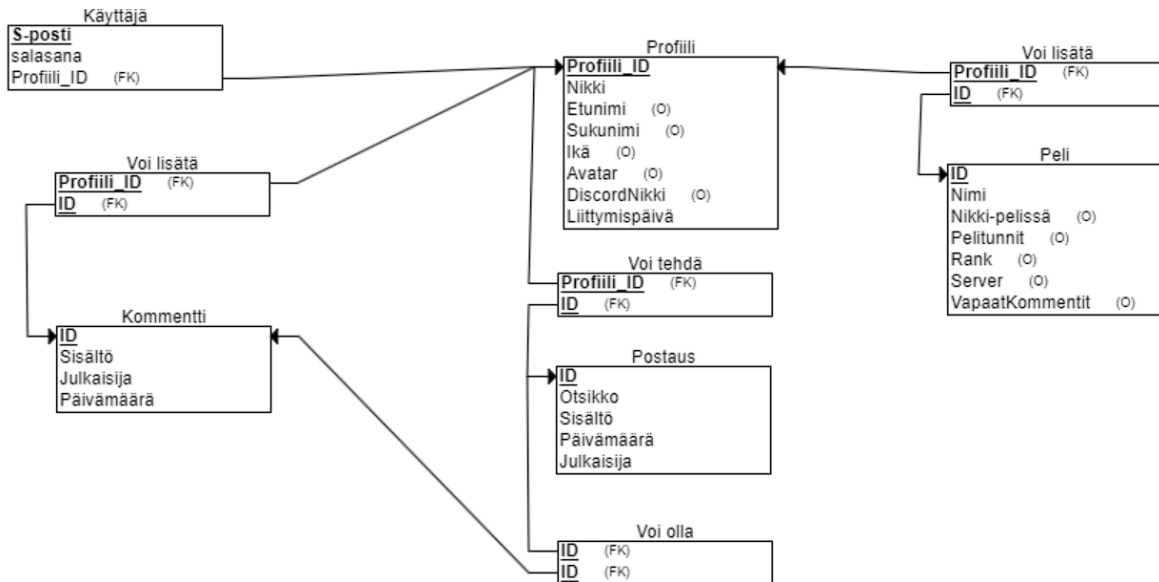 Käyttäjä
S-posti
salasana
Profiili_ID (FK)
Profiili
Profiili_ID
Nikki
Etunimi (O)
Sukunimi (O)
Ikä (O)
Avatar (O)
DiscordNikki (O)
Liittymispäivä
Voi lisätä
Profiili_ID (FK)
ID (FK)
Peli
ID
Nimi
Nikki-pelissä (O)
Pelitunnit (O)
Rank (O)
Server (O)
VapaatKommentit (O)
Voi lisätä
Profiili_ID (FK)
ID (FK)
Voi tehdä
Profiili_ID (FK)
ID (FK)
Kommentti
ID
Sisältö
Julkaisija
Päivämäärä
Postaus
ID
Otsikko
Sisältö
Päivämäärä
Julkaisija
Voi olla
ID (FK)
ID (FK)